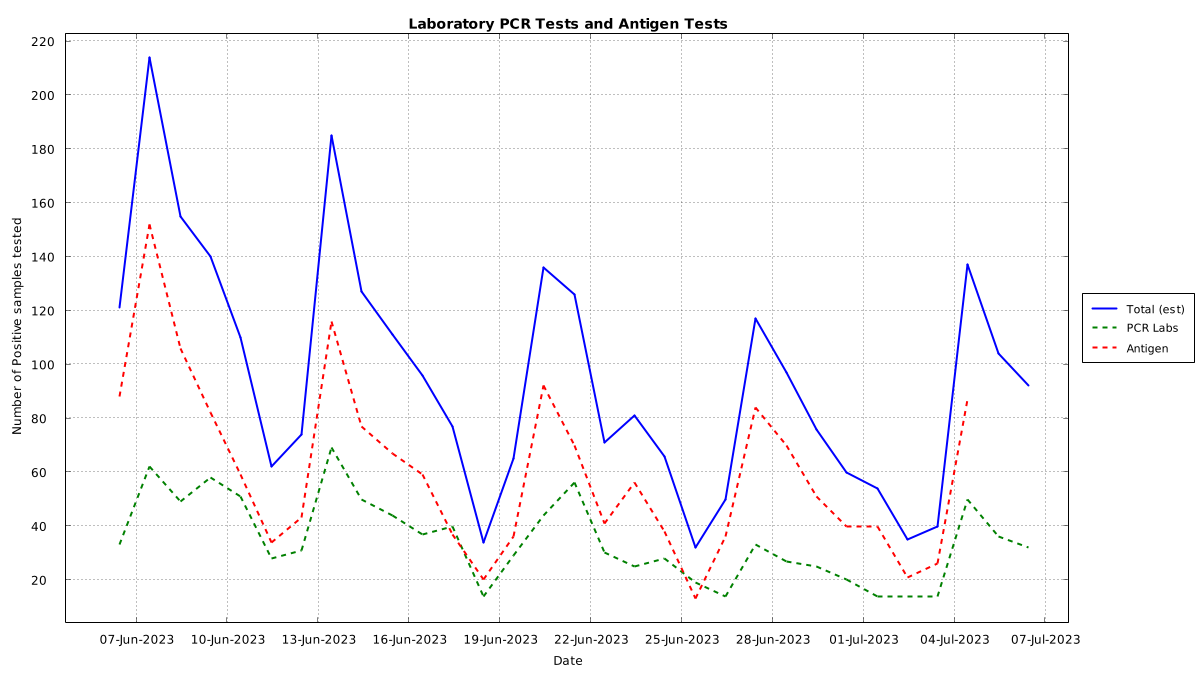 Laboratory PCR Tests and Antigen Tests
220
200
180
160
140
120
100
80
60
40
20
Number of Positive samples tested
07-Jun-2023 10-Jun-2023 13-Jun-2023 16-Jun-2023 19-Jun-2023 22-Jun-2023 25-Jun-2023 28-Jun-2023 01-Jul-2023 04-Jul-2023 07-Jul-2023
Date
Total (est)
PCR Labs
Antigen